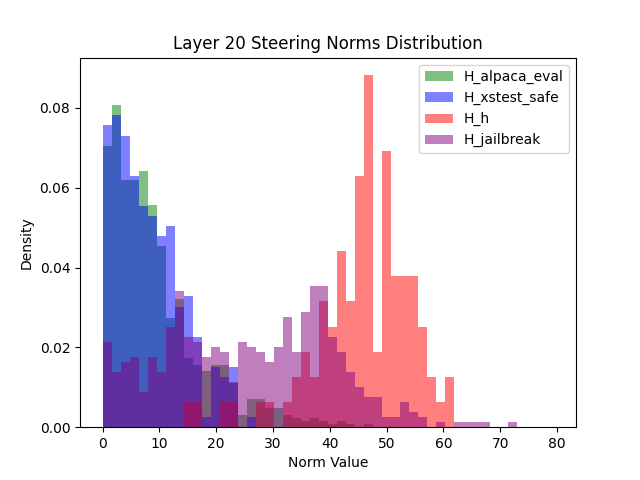 Layer 20 Steering Norms Distribution
H_alpaca_eval
H_xstest_safe
H_h
H_jailbreak
0.08
0.06
0.04
0.02
0.00
Density
0 10 20 30 40 50 60 70 80
Norm Value